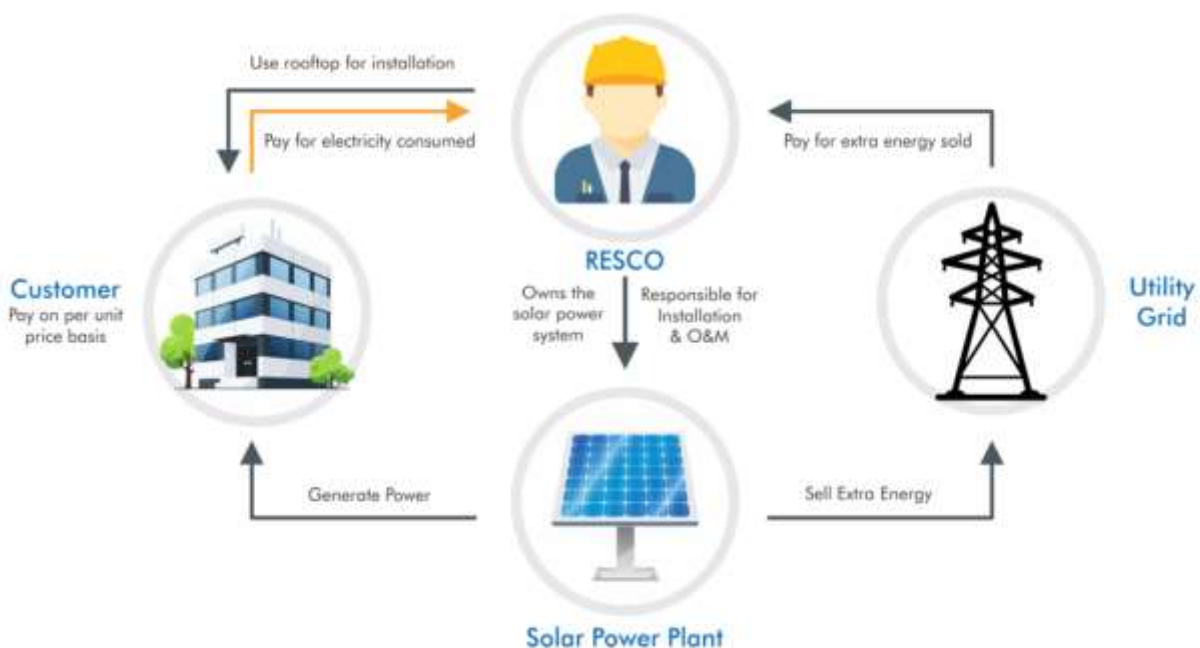 Use rooftop for installation
Pay for electricity consumed
Pay for extra energy sold
RESCO
Owns the
solar power
system
Responsible for
Installation
& O&M
Customer
Pay on per unit
price basis
Utility
Grid
Generate Power
Sell Extra Energy
Solar Power Plant